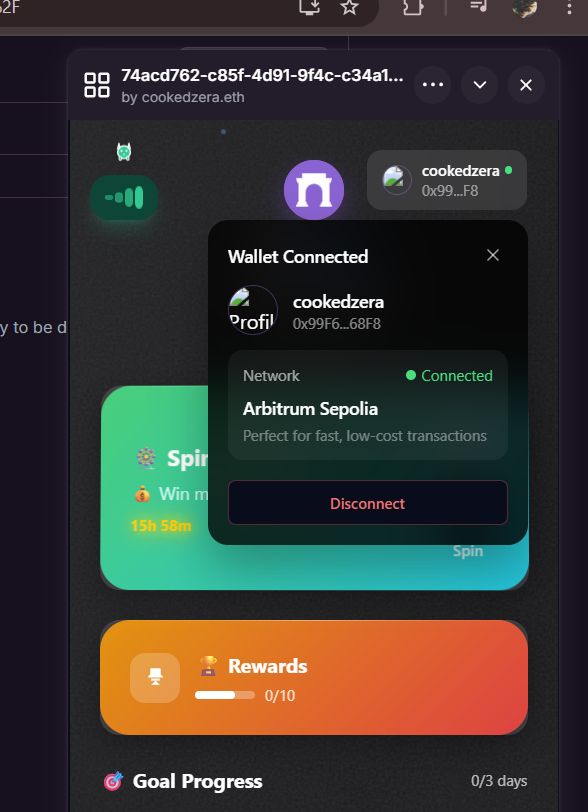 62F
74acd762-c85f-4d91-9f4c-c34a1...
by cookedzera.eth
cookedzera
0x99...F8
Wallet Connected
Profil
cookedzera
0x99F6...68F8
y to be d
Network
Connected
Arbitrum Sepolia
Perfect for fast, low-cost transactions
Spin
Win m
15h 58m
Disconnect
Spin
Rewards
0/10
Goal Progress
0/3 days